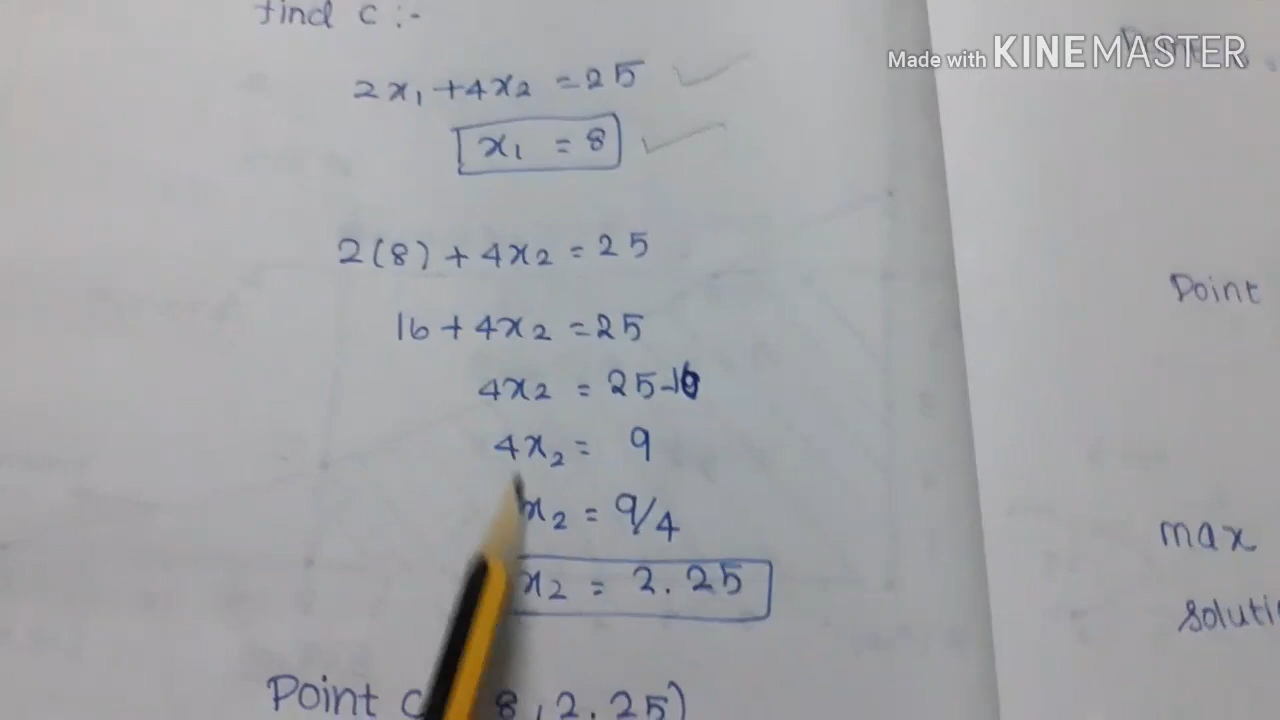 find c :-
Made with KINEMASTER
2x₁ + 4x₂ = 25
x₁ = 8
2(8) + 4x₂ = 25
16 + 4x₂ = 25
4x₂ = 25-16
4x₂ = 9
x₂ = 9/4
x₂ = 2.25
Point C 8, 2.25)
Point
max